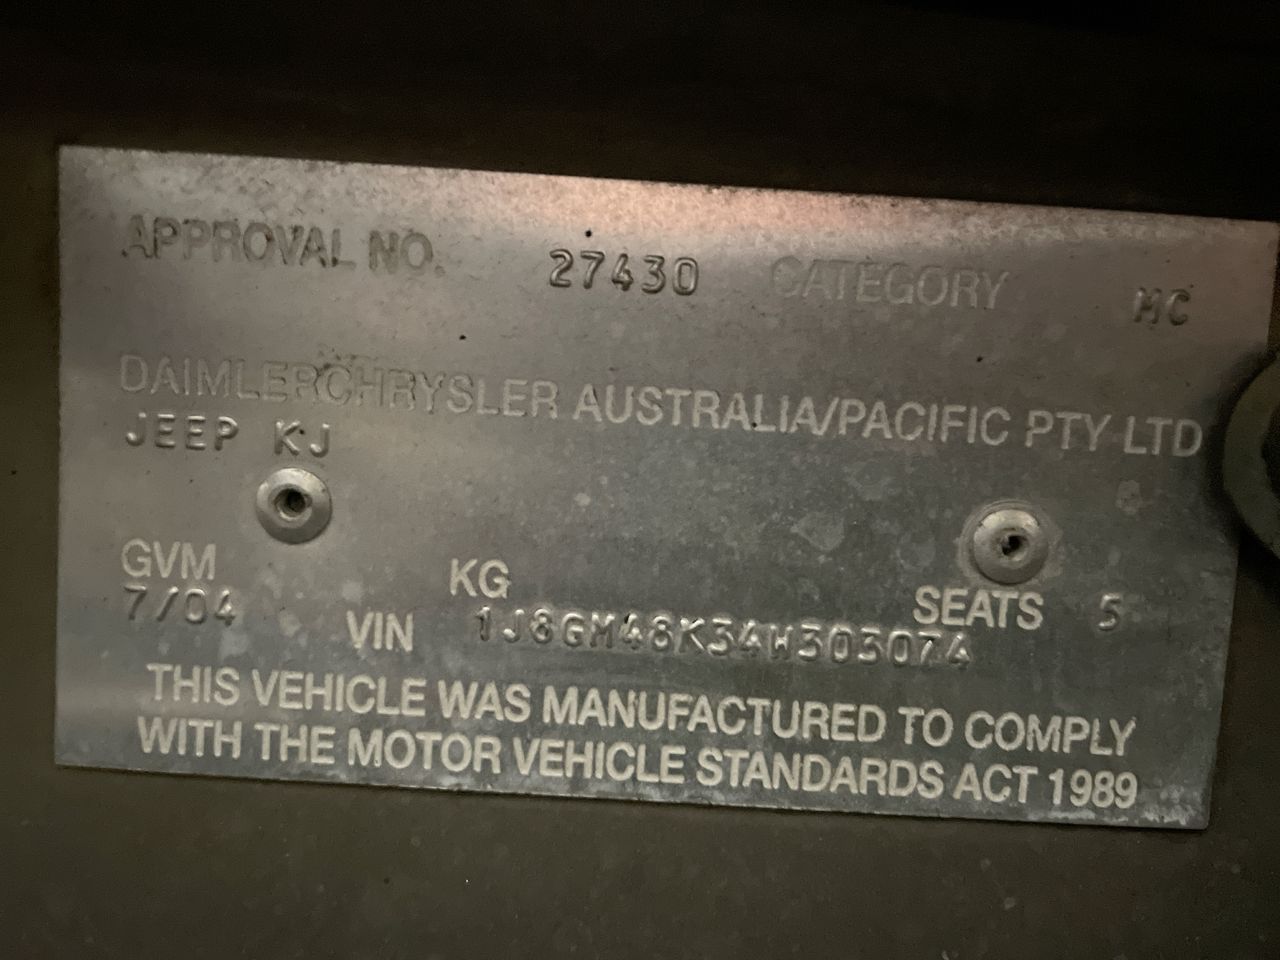 APPROVAL NO. 27430 CATEGORY MC
DAIMLERCHRYSLER AUSTRALIA/PACIFIC PTY LTD
JEEP KJ
GVM KG
7/04 VIN 1J8GM48K34W303074 SEATS 5
THIS VEHICLE WAS MANUFACTURED TO COMPLY
WITH THE MOTOR VEHICLE STANDARDS ACT 1989